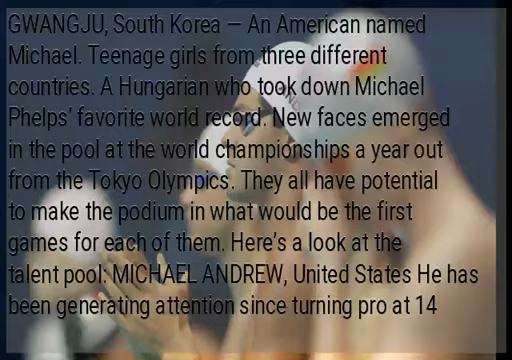 GWANGJU, South Korea — An American named
Michael. Teenage girls from three different
countries. A Hungarian who took down Michael
Phelps’ favorite world record. New faces emerged
in the pool at the world championships a year out
from the Tokyo Olympics. They all have potential
to make the podium in what would be the first
games for each of them. Here’s a look at the
talent pool: MICHAEL ANDREW, United States He has
been generating attention since turning pro at 14